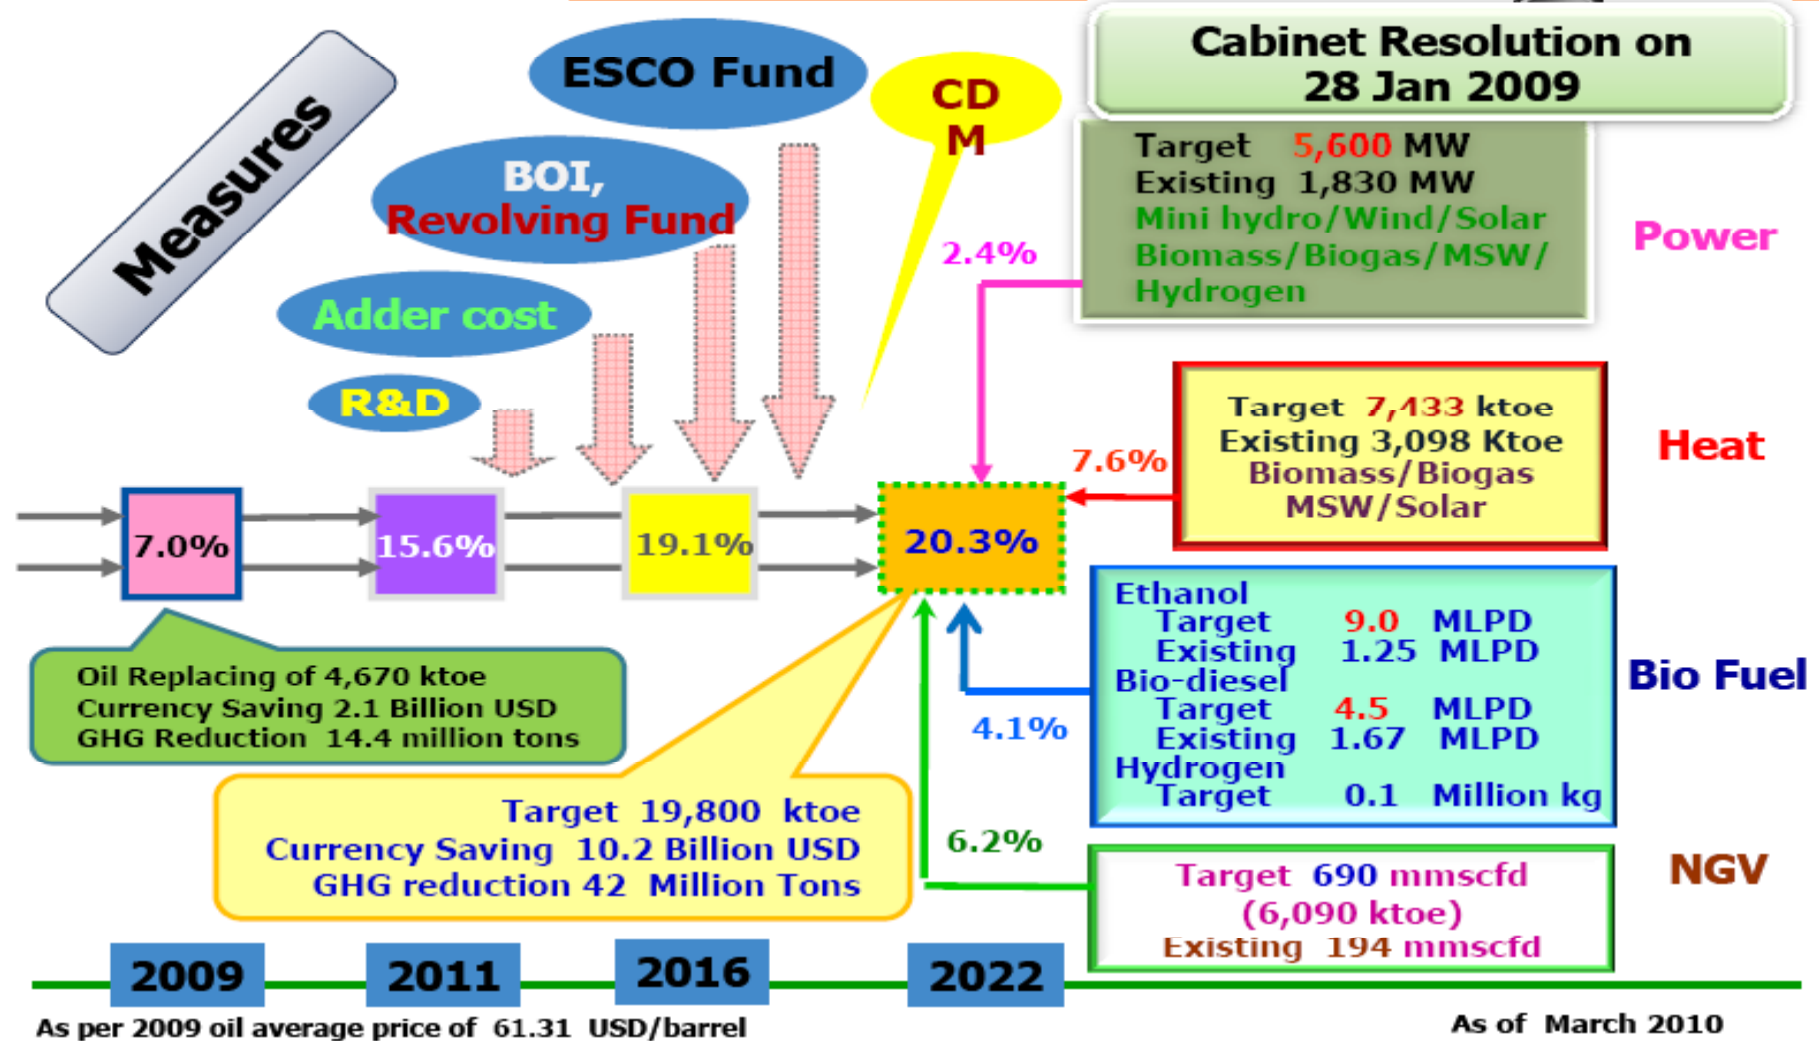 Cabinet Resolution on
28 Jan 2009
Measures
ESCO Fund
CD
M
BOI,
Revolving Fund
Adder cost
R&D
Target 5,600 MW
Existing 1,830 MW
Mini hydro/Wind/Solar
Biomass/Biogas/MSW/
Hydrogen
Power
2.4%
Target 7,433 ktoe
Existing 3,098 Ktoe
Biomass/Biogas
MSW/Solar
Heat
7.6%
7.0%
15.6%
19.1%
20.3%
Ethanol
Target 9.0 MLPD
Existing 1.25 MLPD
Bio-diesel
Target 4.5 MLPD
Existing 1.67 MLPD
Hydrogen
Target 0.1 Million kg
Bio Fuel
4.1%
Oil Replacing of 4,670 ktoe
Currency Saving 2.1 Billion USD
GHG Reduction 14.4 million tons
Target 19,800 ktoe
Currency Saving 10.2 Billion USD
GHG reduction 42 Million Tons
6.2%
Target 690 mmscfd
(6,090 ktoe)
Existing 194 mmscfd
NGV
2009
2011
2016
2022
As per 2009 oil average price of 61.31 USD/barrel
As of March 2010